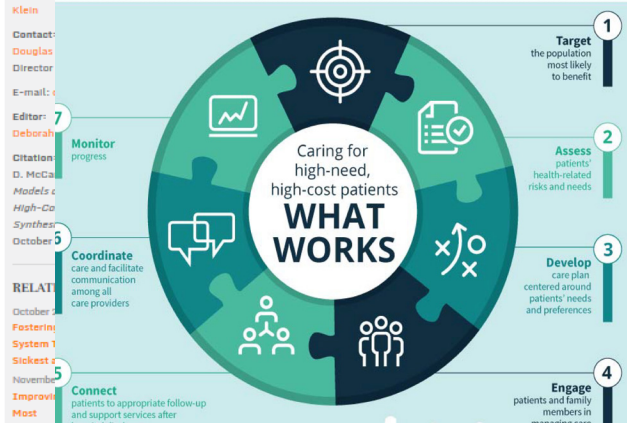 Klein
Contact:
Douglas
Director
E-mail:
Editor:
Deborah
Citation:
D. McCa
Models
High-Co
Synthes
October
RELAT
October
Fostering
System T
Sickest a
Novembe
Improvi
Most
Caring for
high-need,
high-cost patients
WHAT
WORKS
1
Target
the population
most likely
to benefit
2
Assess
patients'
health-related
risks and needs
3
Develop
care plan
centered around
patients' needs
and preferences
4
Engage
patients and family
members in
managing care
5
Connect
patients to appropriate follow-up
and support services after
6
Coordinate
care and facilitate
communication
among all
care providers
7
Monitor
progress